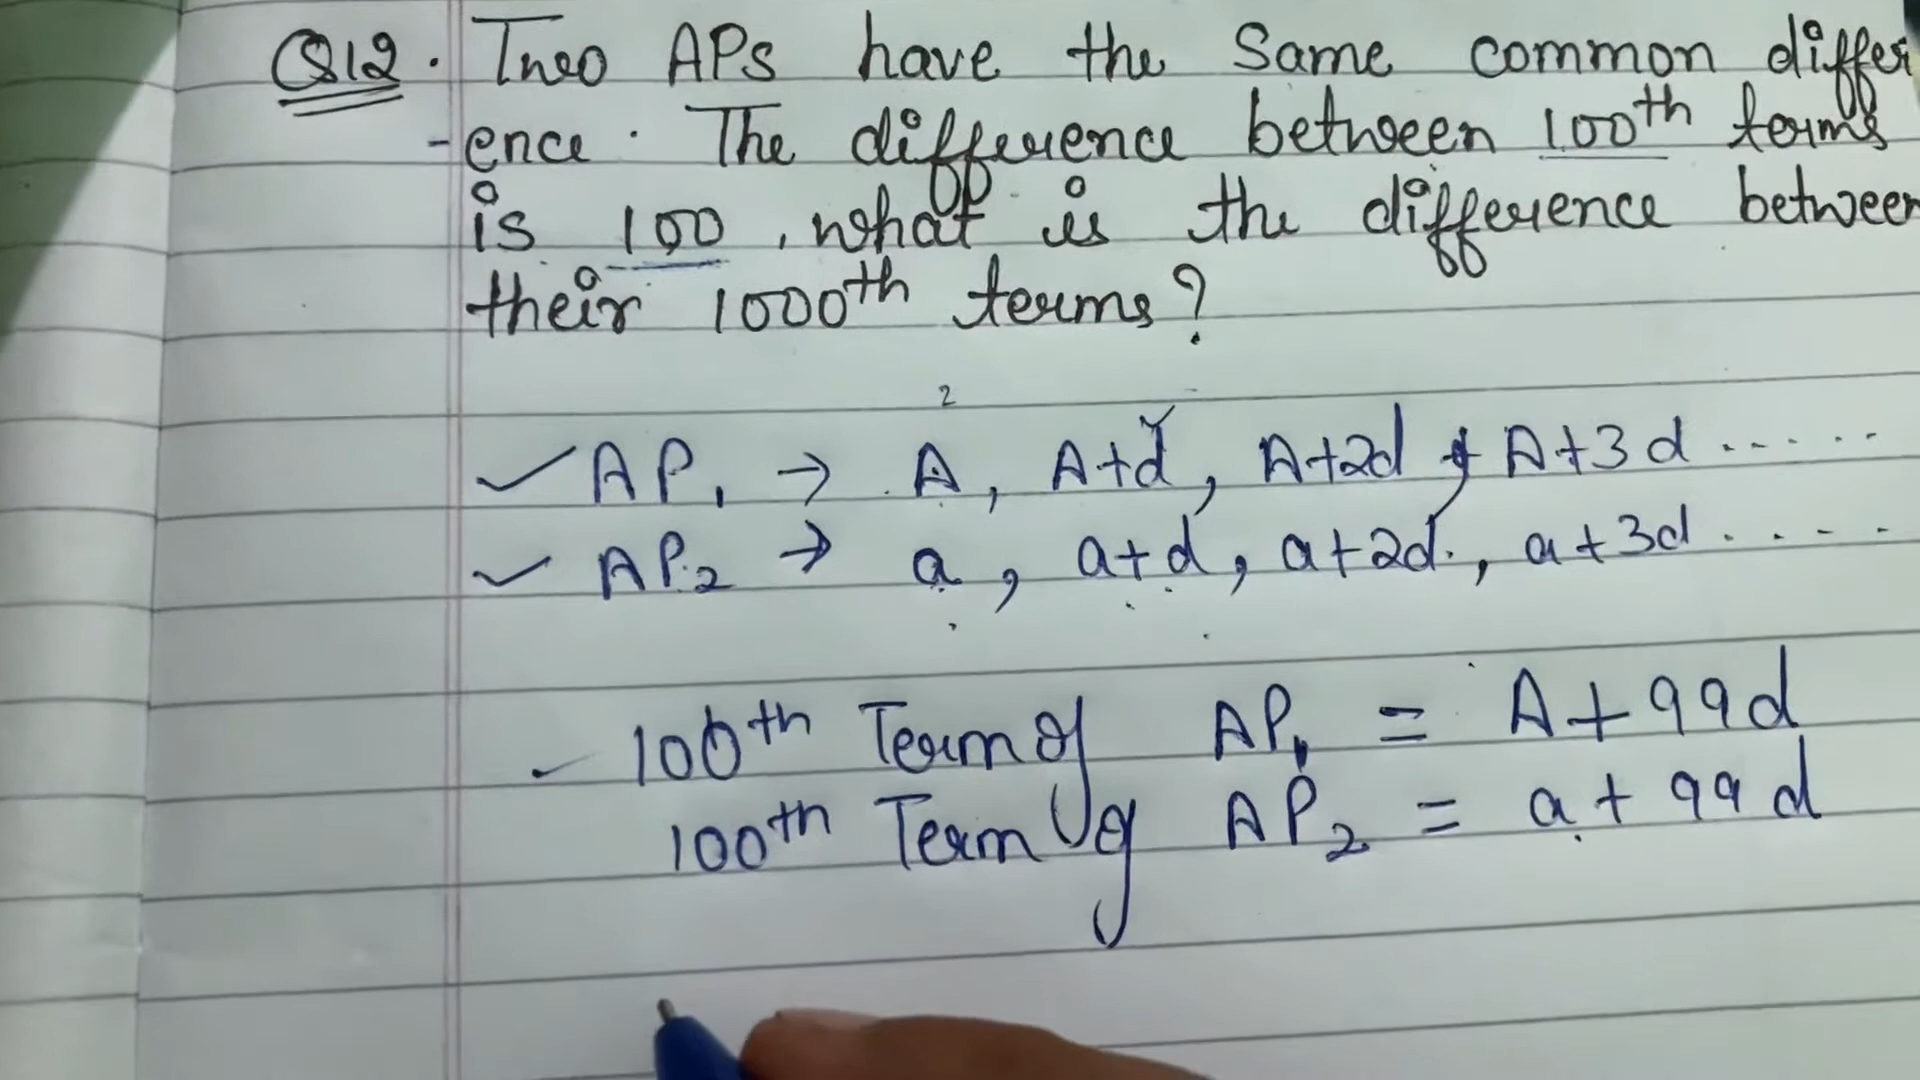 Q12. Two APs have the Same common differ
-ence. The difference between 100th terms
is 100, what is the difference between
their 1000th terms?
2
✓ AP₁ → A, A+d, A+2d, A+3d ......
✓ AP₂ → a, a+d, a+2d, a+3d .....
100th Term of AP₁ = A+99d
100th Term of AP₂ = a+99d